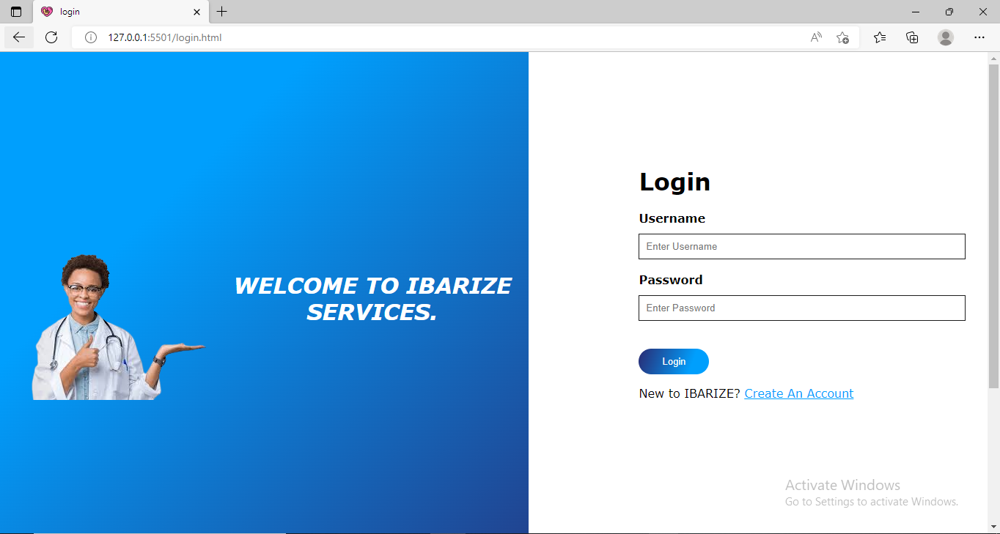 login
127.0.0.1:5501/login.html
WELCOME TO IBARIZE
SERVICES.
Login
Username
Enter Username
Password
Enter Password
Login
New to IBARIZE? Create An Account
Activate Windows
Go to Settings to activate Windows.